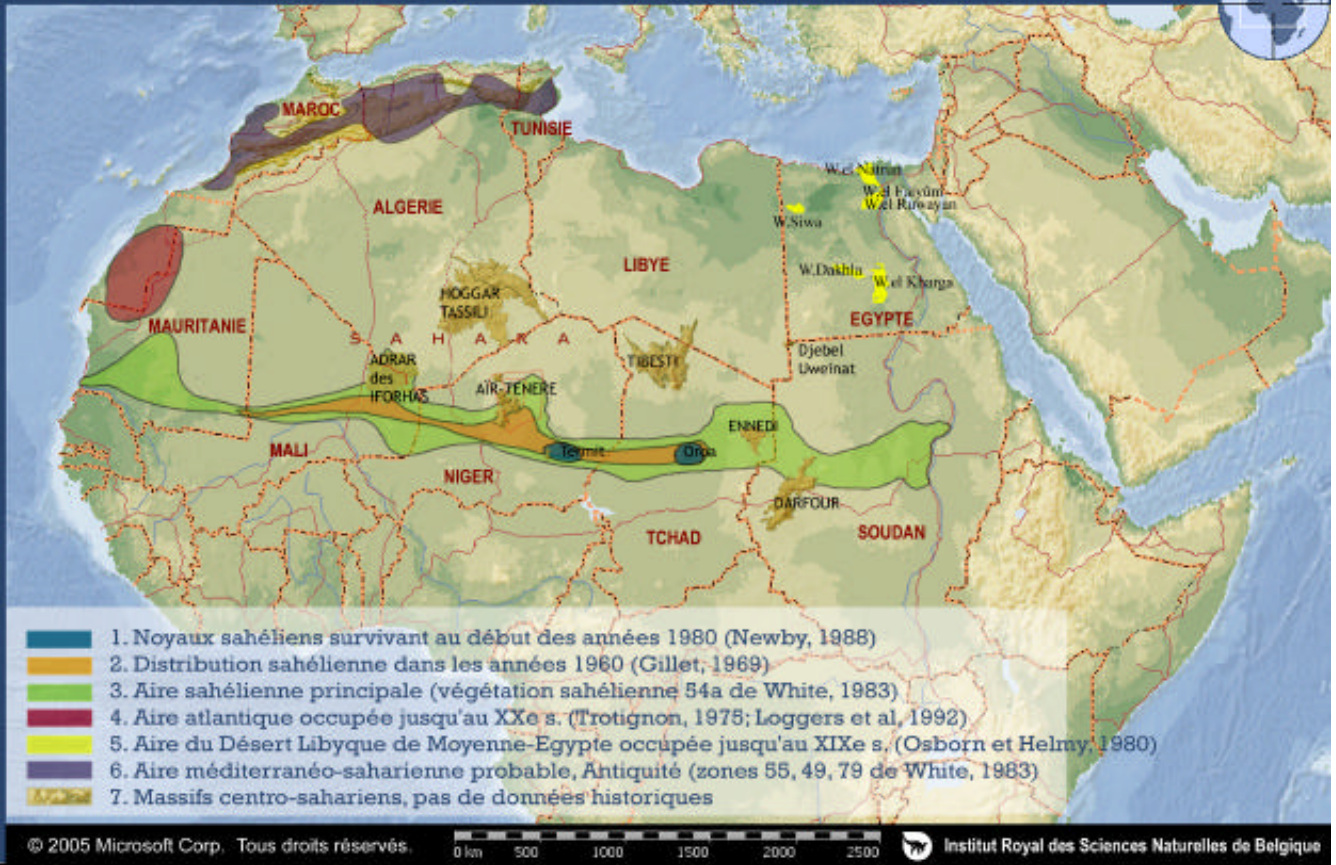 MAROC
TUNISIE
W.el Natrun
W.el Faiyûm
W.el Ruwayan
ALGERIE
W.Siwa
LIBYE
W.Dakhla
W.el Kharga
HOGGAR
TASSILI
MAURITANIE
EGYPTE
S A H A R A
ADRAR
des
IFORHAS
TIBESTI
Djebel
Uweinat
AÏR-TENERE
ENNEDI
MALI
Termit
NIGER
DARFOUR
TCHAD
SOUDAN
1. Noyaux sahéliens survivant au début des années 1980 (Newby, 1988)
2. Distribution sahélienne dans les années 1960 (Gillet, 1969)
3. Aire sahélienne principale (végétation sahélienne 54a de White, 1983)
4. Aire atlantique occupée jusqu'au XXe s. (Trotignon, 1975; Loggers et al, 1992)
5. Aire du Désert Libyque de Moyenne-Egypte occupée jusqu'au XIXe s. (Osborn et Helmy, 1980)
6. Aire méditerranéo-saharienne probable, Antiquité (zones 55, 49, 79 de White, 1983)
7. Massifs centro-sahariens, pas de données historiques
© 2005 Microsoft Corp. Tous droits réservés.
0 km 500 1000 1500 2000 2500
Institut Royal des Sciences Naturelles de Belgique